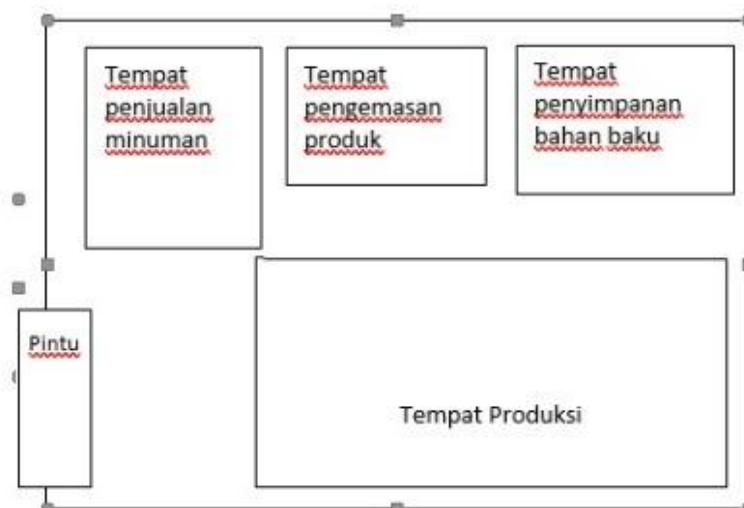 Tempat
penjualan
minuman
Tempat
pengemasan
produk
Tempat
penyimpanan
bahan baku
Pintu
Tempat Produksi